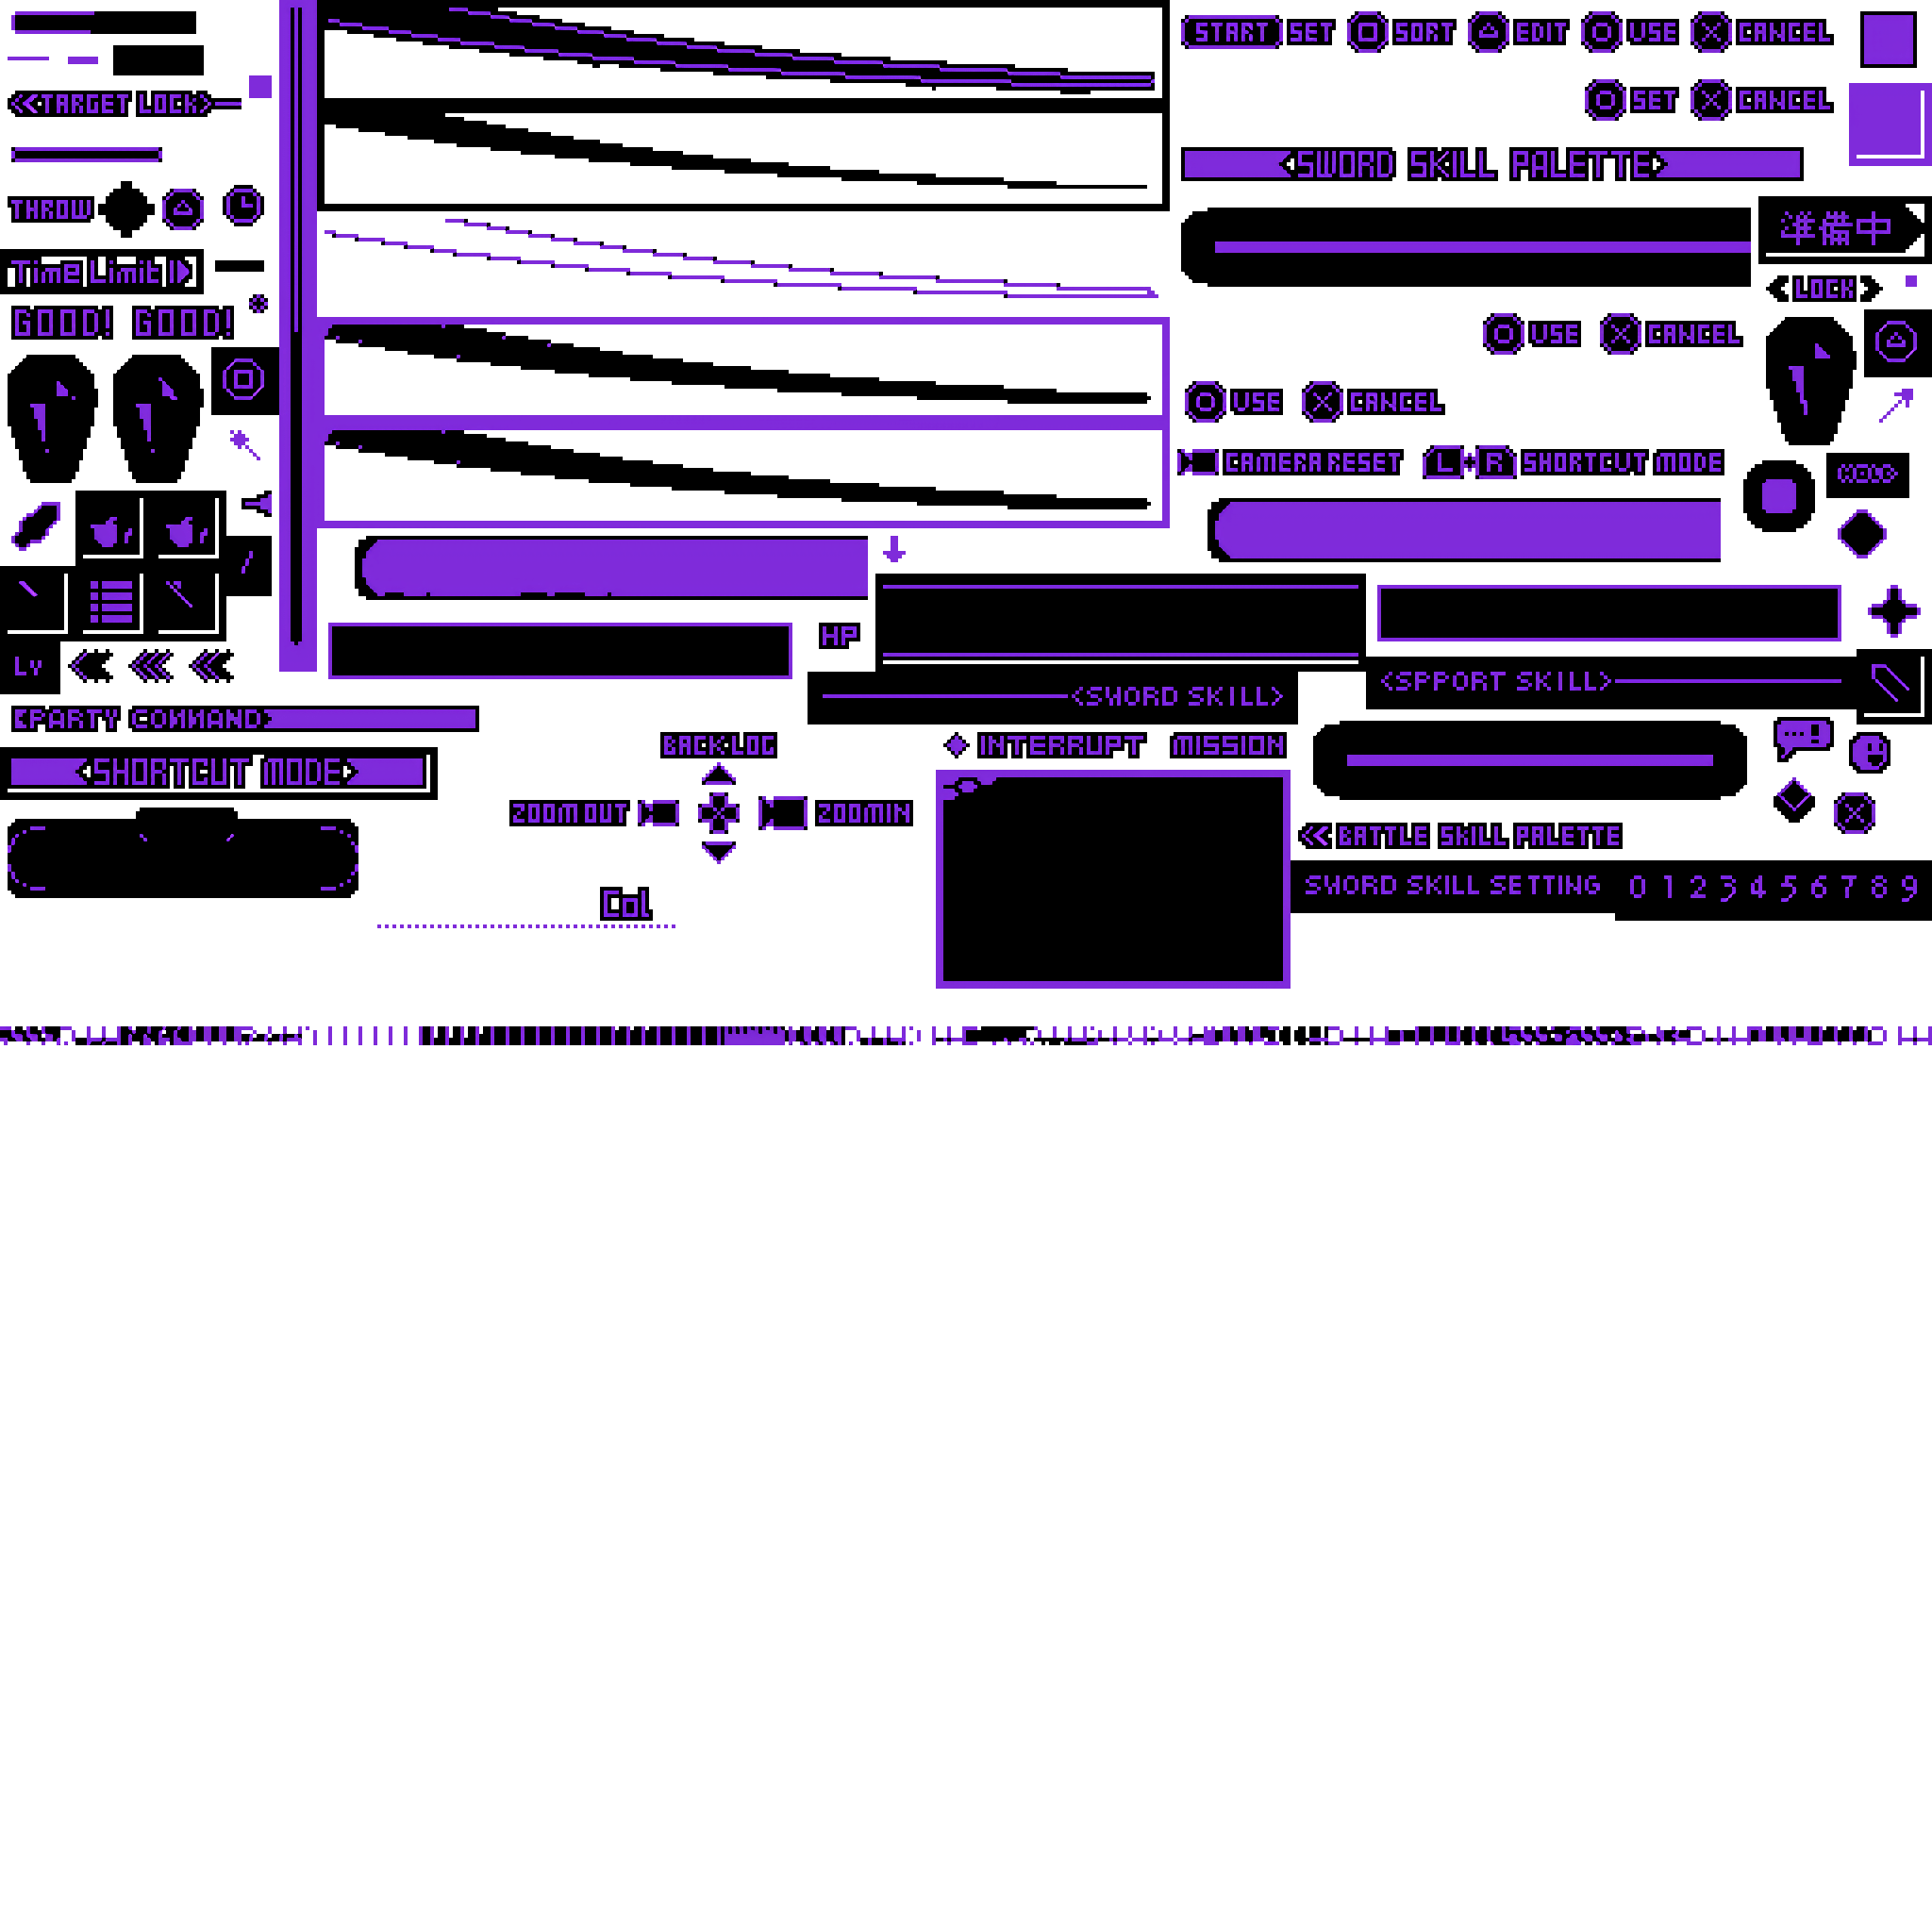 START SET SORT EDIT USE CANCEL
SET CANCEL
<<TARGET LOCK>
<SWORD SKILL PALETTE>
THROW
準備中
Time Limit
<LOCK>
GOOD! GOOD!
USE CANCEL
USE CANCEL
CAMERA RESET L+R SHORTCUT MODE
HP
Lv
<SWORD SKILL>
<SPPORT SKILL>
PARTY COMMAND>
BACKLOG
INTERRUPT MISSION
<SHORTCUT MODE>
ZOOM OUT
ZOOM IN
<< BATTLE SKILL PALETTE
SWORD SKILL SETTING
0 1 2 3 4 5 6 7 8 9
Col